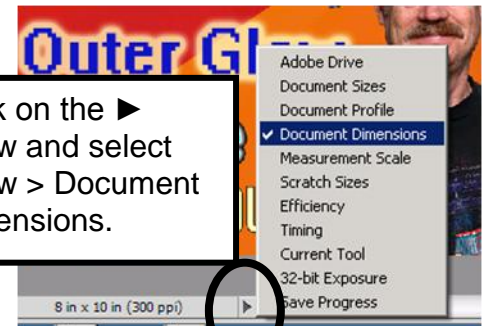 Outer Gl
k on the ►
w and select
w > Document
ensions.
Adobe Drive
Document Sizes
Document Profile
✓ Document Dimensions
Measurement Scale
Scratch Sizes
Efficiency
Timing
Current Tool
32-bit Exposure
Save Progress
8 in x 10 in (300 ppi)